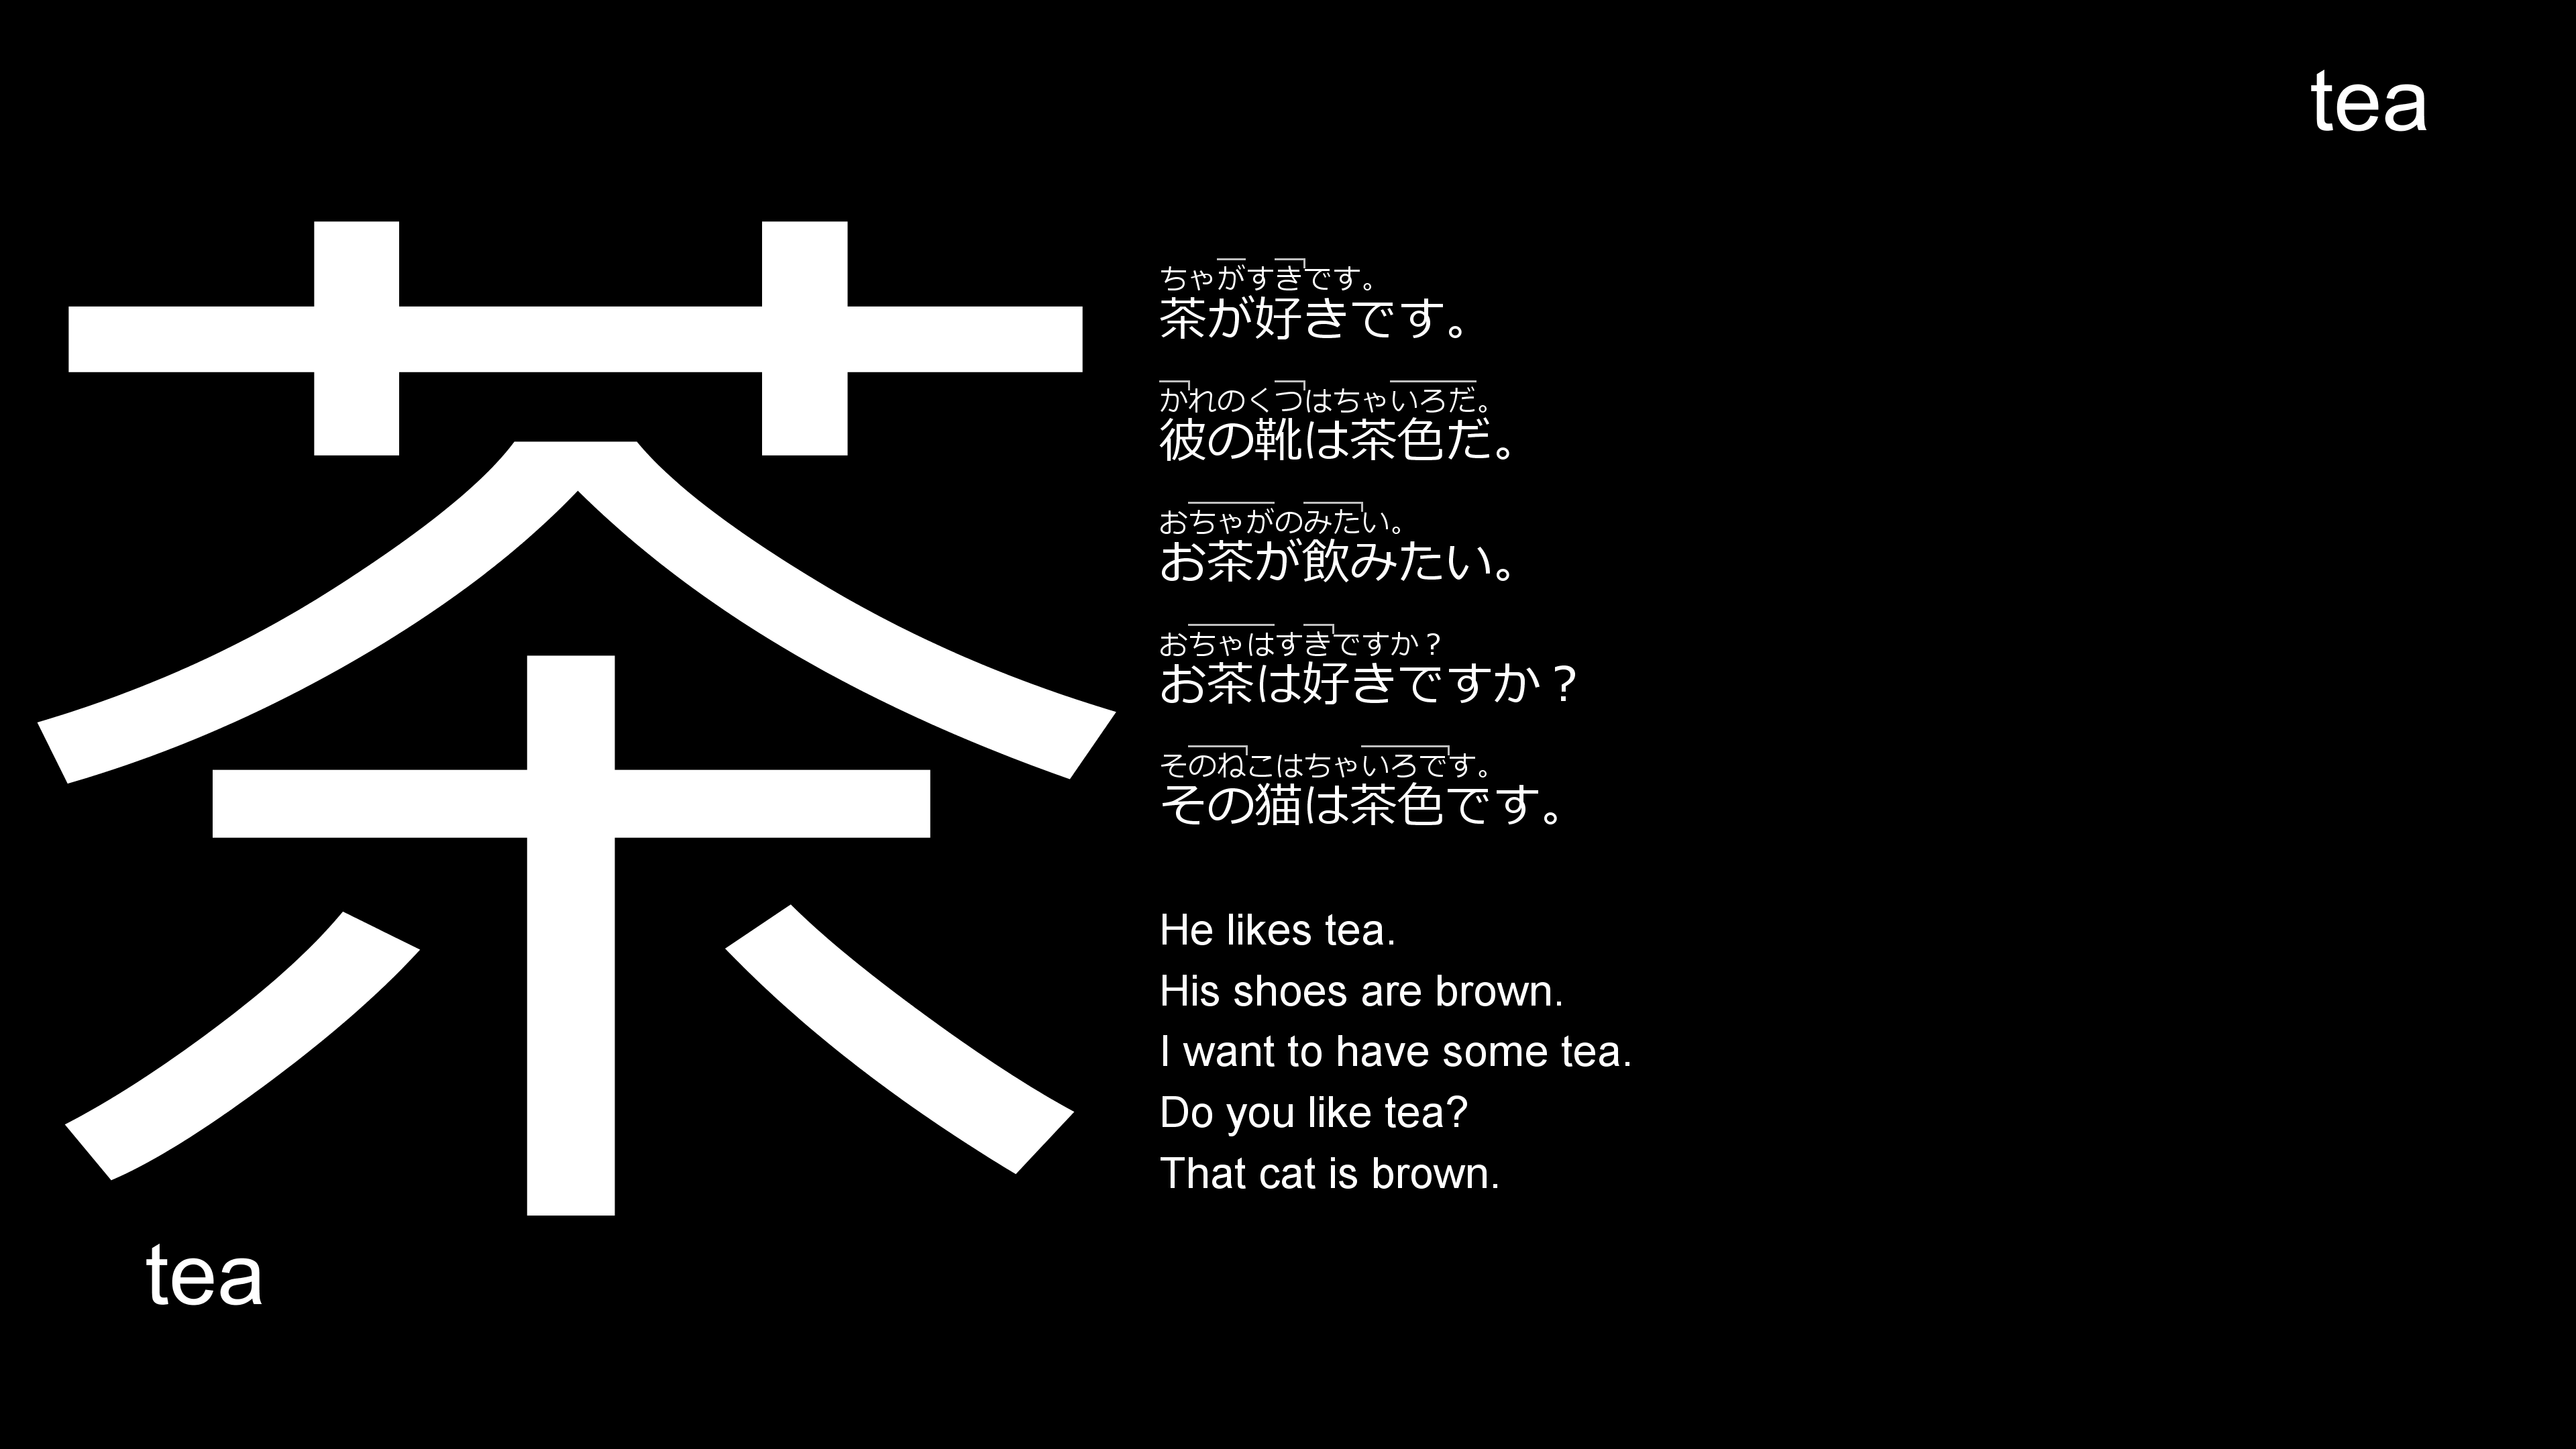 tea
茶
ちゃがすきです。
茶が好きです。
かれのくつはちゃいろだ。
彼の靴は茶色だ。
おちゃがのみたい。
お茶が飲みたい。
おちゃはすきですか？
お茶は好きですか？
そのねこはちゃいろです。
その猫は茶色です。
He likes tea.
His shoes are brown.
I want to have some tea.
Do you like tea?
That cat is brown.
tea